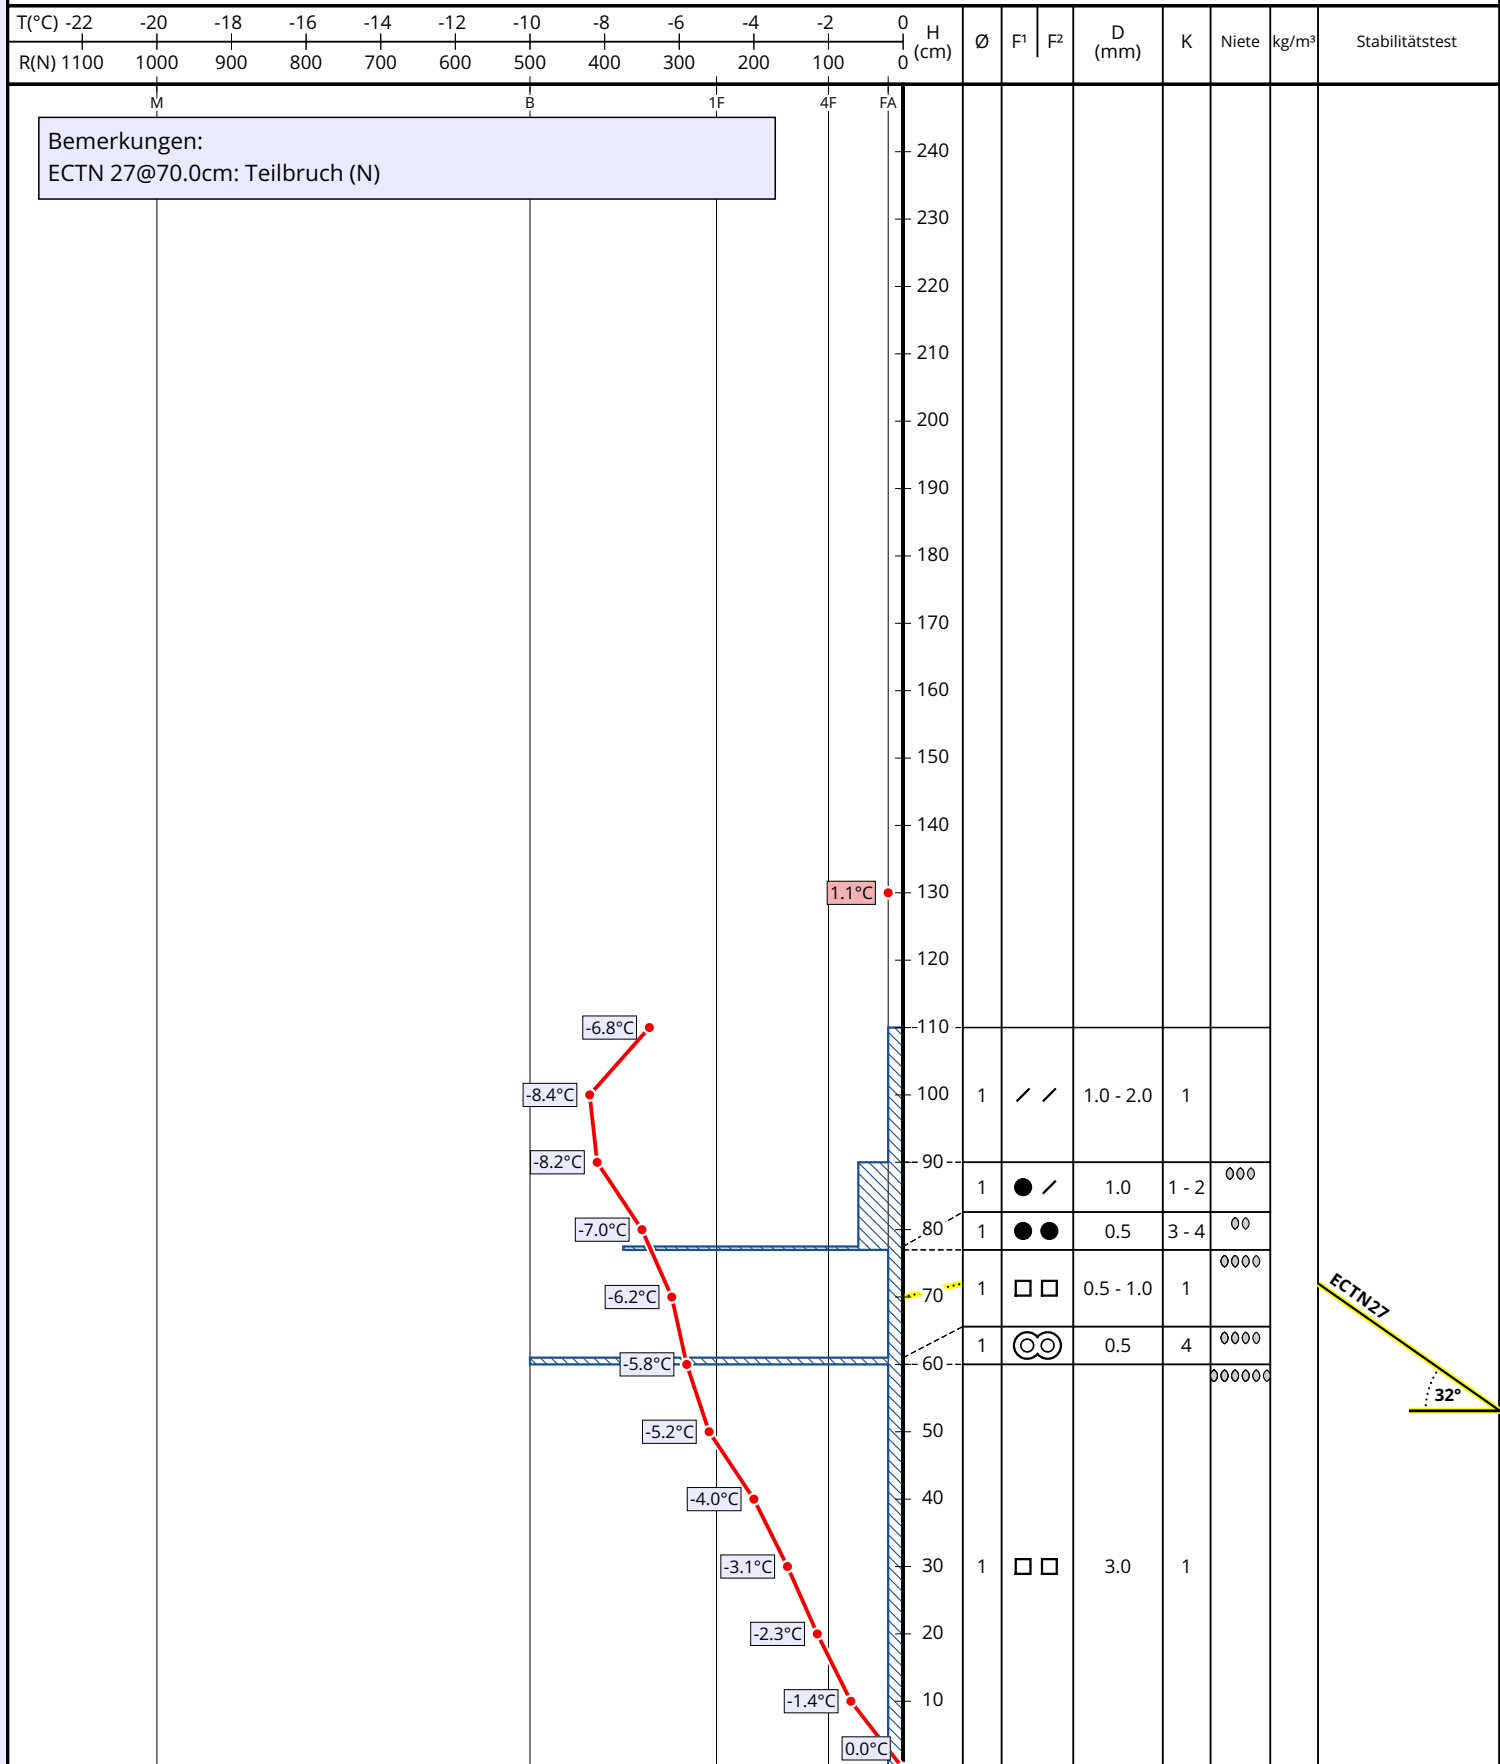 T(°C) -22 -20 -18 -16 -14 -12 -10 -8 -6 -4 -2 0
R(N) 1100 1000 900 800 700 600 500 400 300 200 100 0
H (cm) Ø F¹ F² D (mm) K Niete kg/m³ Stabilitätstest
M B 1F 4F FA
Bemerkungen:
ECTN 27@70.0cm: Teilbruch (N)
240
230
220
210
200
190
180
170
160
150
140
1.1°C 130
120
-6.8°C 110
-8.4°C 100 1 1.0 - 2.0 1
-8.2°C 90
1 1.0 1 - 2
-7.0°C 80 1 0.5 3 - 4
-6.2°C 70 1 0.5 - 1.0 1
ECTN27
1 0.5 4
-5.8°C 60
32°
-5.2°C 50
-4.0°C 40
-3.1°C 30 1 3.0 1
-2.3°C 20
-1.4°C 10
0.0°C